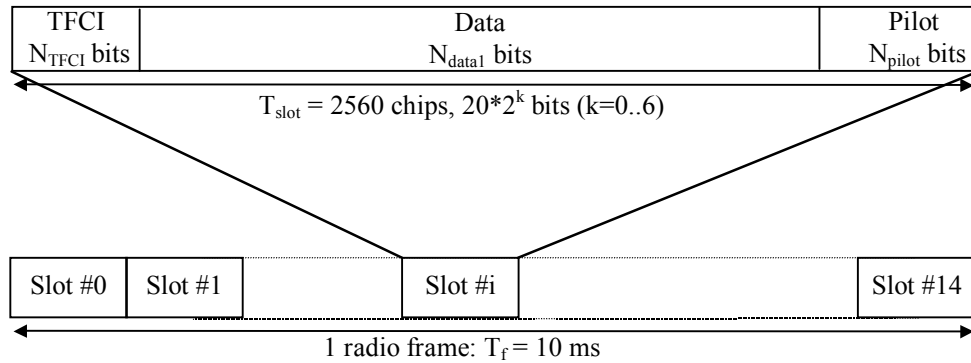 TFCI
N_TFCI bits
Data
N_data1 bits
Pilot
N_pilot bits
T_slot = 2560 chips, 20*2^k bits (k=0..6)
Slot #0 Slot #1 Slot #i Slot #14
1 radio frame: T_f = 10 ms